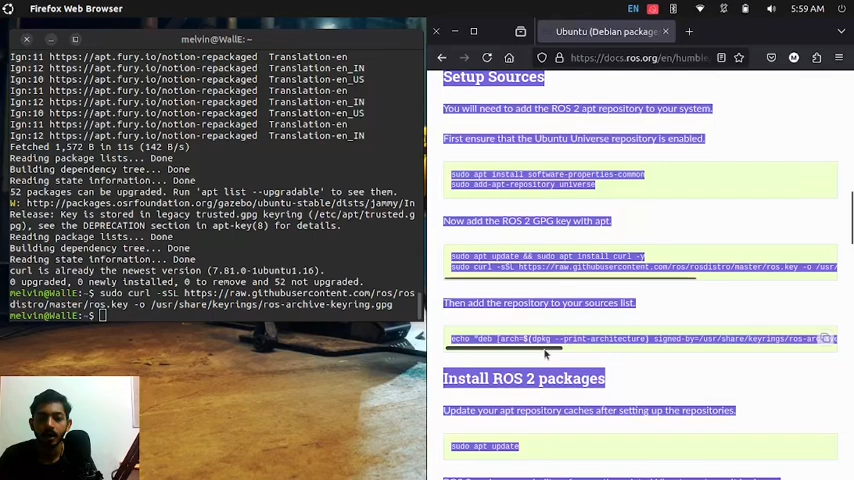 Firefox Web Browser
EN
5:59 AM
melvin@WallE: ~
Ubuntu (Debian package
https://docs.ros.org/en/humble
M
Ign:11 https://apt.fury.io/notion-repackaged  Translation-en
Ign:12 https://apt.fury.io/notion-repackaged  Translation-en_IN
Ign:10 https://apt.fury.io/notion-repackaged  Translation-en_US
Ign:11 https://apt.fury.io/notion-repackaged  Translation-en
Ign:12 https://apt.fury.io/notion-repackaged  Translation-en_IN
Ign:10 https://apt.fury.io/notion-repackaged  Translation-en_US
Ign:11 https://apt.fury.io/notion-repackaged  Translation-en
Ign:12 https://apt.fury.io/notion-repackaged  Translation-en_IN
Fetched 1,572 B in 11s (142 B/s)
Reading package lists... Done
Building dependency tree... Done
Reading state information... Done
52 packages can be upgraded. Run 'apt list --upgradable' to see them.
W: http://packages.osrfoundation.org/gazebo/ubuntu-stable/dists/jammy/In
Release: Key is stored in legacy trusted.gpg keyring (/etc/apt/trusted.g
pg), see the DEPRECATION section in apt-key(8) for details.
Reading package lists... Done
Building dependency tree... Done
Reading state information... Done
curl is already the newest version (7.81.0-1ubuntu1.16).
0 upgraded, 0 newly installed, 0 to remove and 52 not upgraded.
melvin@WallE:~$ sudo curl -sSL https://raw.githubusercontent.com/ros/ros
distro/master/ros.key -o /usr/share/keyrings/ros-archive-keyring.gpg
melvin@WallE:~$
Setup Sources
You will need to add the ROS 2 apt repository to your system.
First ensure that the Ubuntu Universe repository is enabled.
sudo apt install software-properties-common
sudo add-apt-repository universe
Now add the ROS 2 GPG key with apt.
sudo apt update && sudo apt install curl -y
sudo curl -sSL https://raw.githubusercontent.com/ros/rosdistro/master/ros.key -o /usr/
Then add the repository to your sources list.
echo "deb [arch=$(dpkg --print-architecture) signed-by=/usr/share/keyrings/ros-archive
Install ROS 2 packages
Update your apt repository caches after setting up the repositories.
sudo apt update